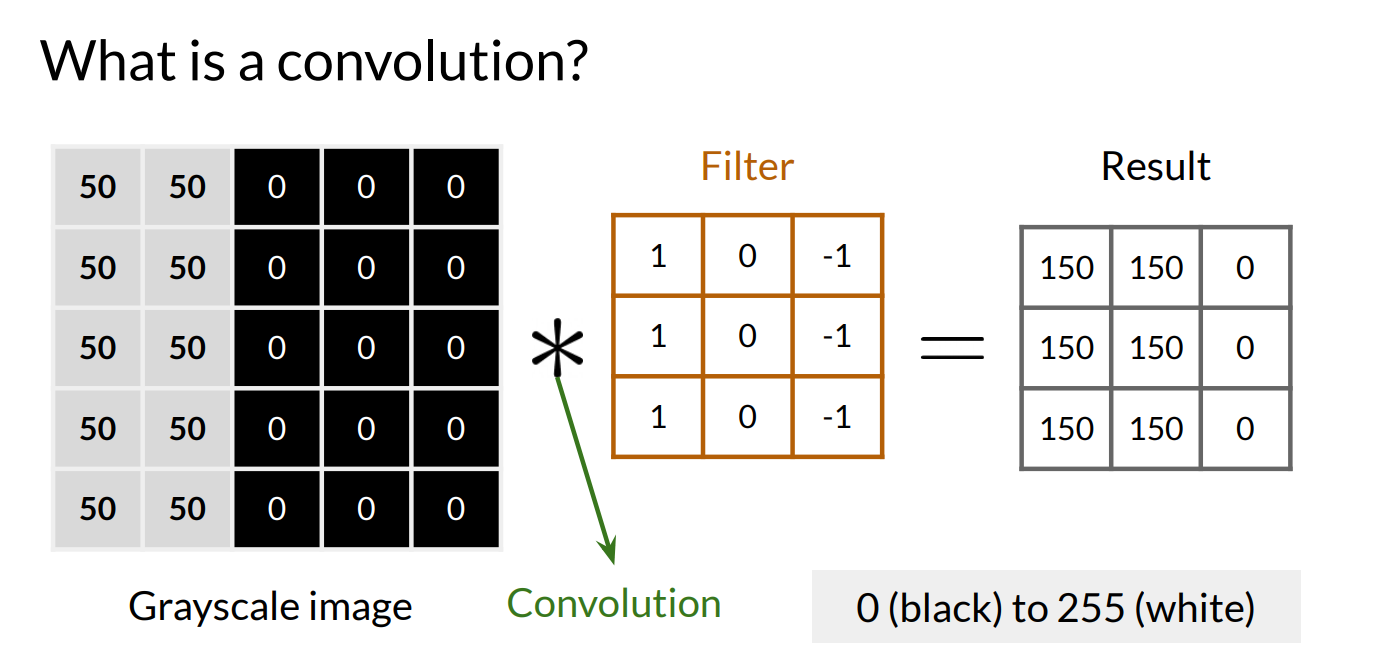 What is a convolution?
Filter
Result
50 50 0 0 0
50 50 0 0 0
50 50 0 0 0
50 50 0 0 0
50 50 0 0 0
*
1 0 -1
1 0 -1
1 0 -1
=
150 150 0
150 150 0
150 150 0
Grayscale image
Convolution
0 (black) to 255 (white)